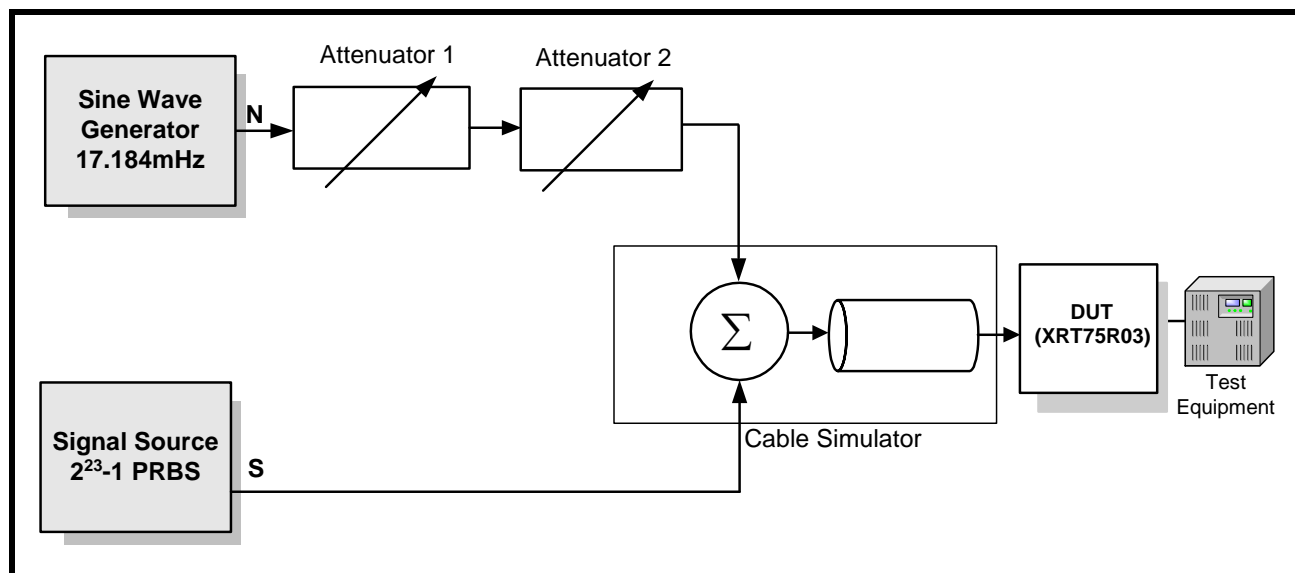 Attenuator 1
Attenuator 2
Sine Wave
Generator
17.184mHz
N
Σ
DUT
(XRT75R03)
Test
Equipment
Cable Simulator
Signal Source
2²³-1 PRBS
S